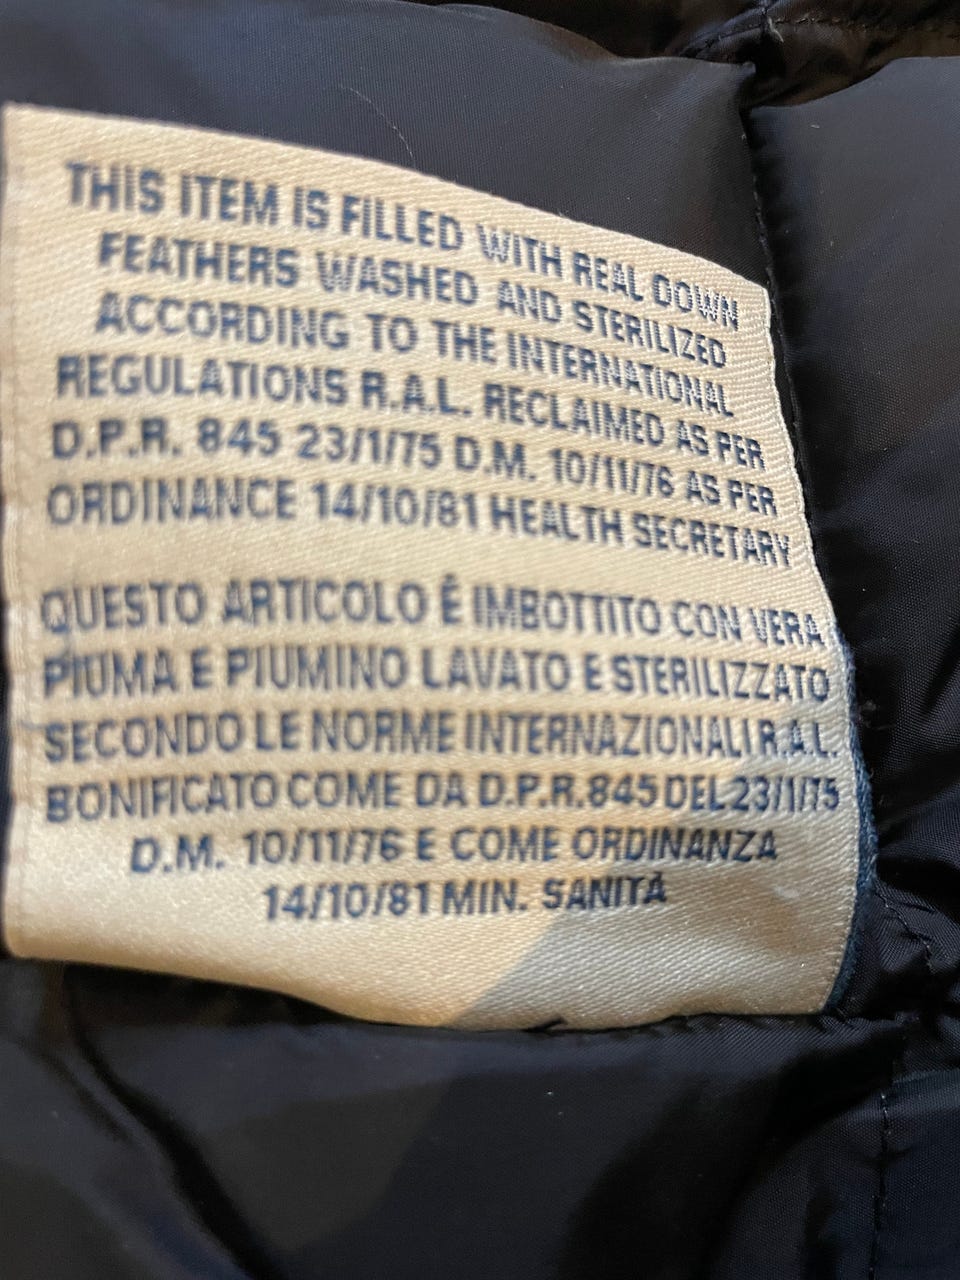 THIS ITEM IS FILLED WITH REAL DOWN
FEATHERS WASHED AND STERILIZED
ACCORDING TO THE INTERNATIONAL
REGULATIONS R.A.L. RECLAIMED AS PER
D.P.R. 845 23/1/75 D.M. 10/11/76 AS PER
ORDINANCE 14/10/81 HEALTH SECRETARY
QUESTO ARTICOLO É IMBOTTITO CON VERA
PIUMA E PIUMINO LAVATO E STERILIZZATO
SECONDO LE NORME INTERNAZIONALI R.A.L.
BONIFICATO COME DA D.P.R.845 DEL 23/1/75
D.M. 10/11/76 E COME ORDINANZA
14/10/81 MIN. SANITÁ